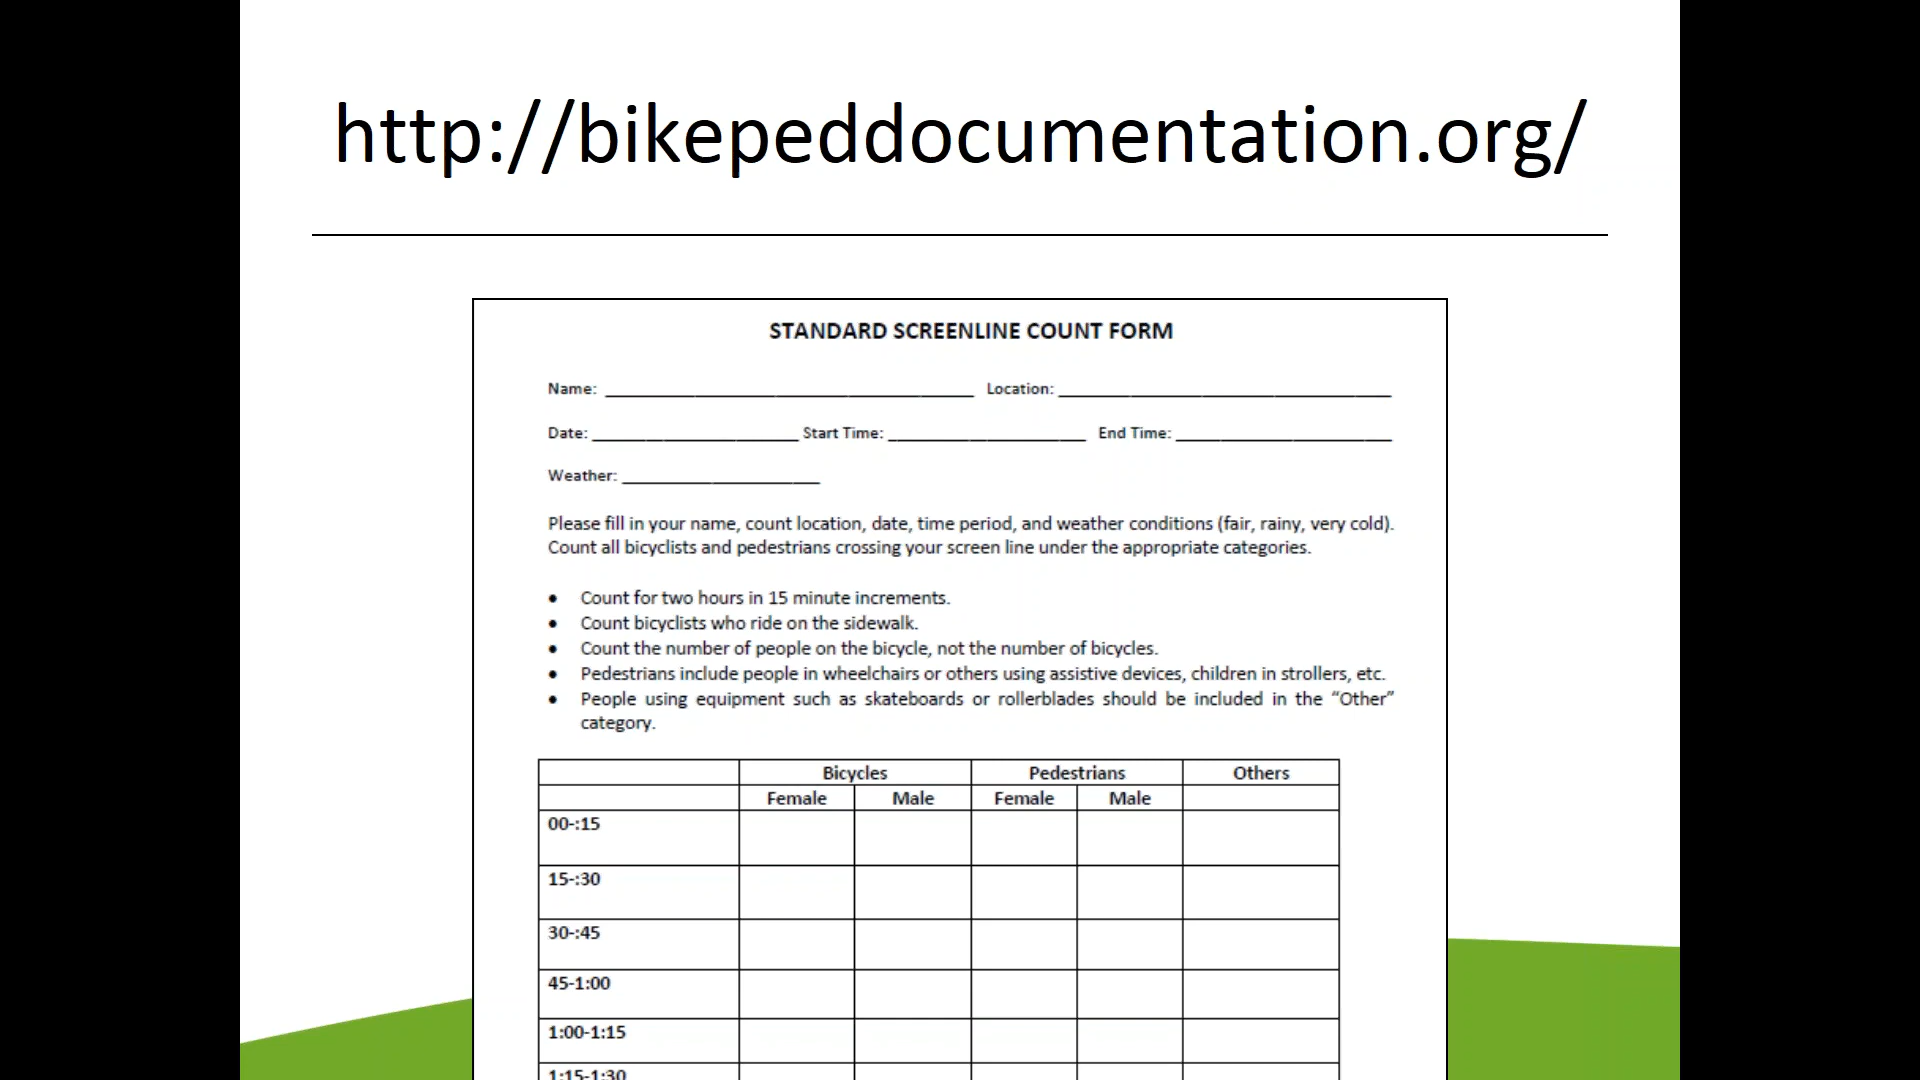 http://bikepeddocumentation.org/
STANDARD SCREENLINE COUNT FORM
Name: Location:
Date: Start Time: End Time:
Weather:
Please fill in your name, count location, date, time period, and weather conditions (fair, rainy, very cold).
Count all bicyclists and pedestrians crossing your screen line under the appropriate categories.
• Count for two hours in 15 minute increments.
• Count bicyclists who ride on the sidewalk.
• Count the number of people on the bicycle, not the number of bicycles.
• Pedestrians include people in wheelchairs or others using assistive devices, children in strollers, etc.
• People using equipment such as skateboards or rollerblades should be included in the “Other”
category.
Bicycles Pedestrians Others
Female Male Female Male
00-:15
15-:30
30-:45
45-1:00
1:00-1:15
1:15-1:30